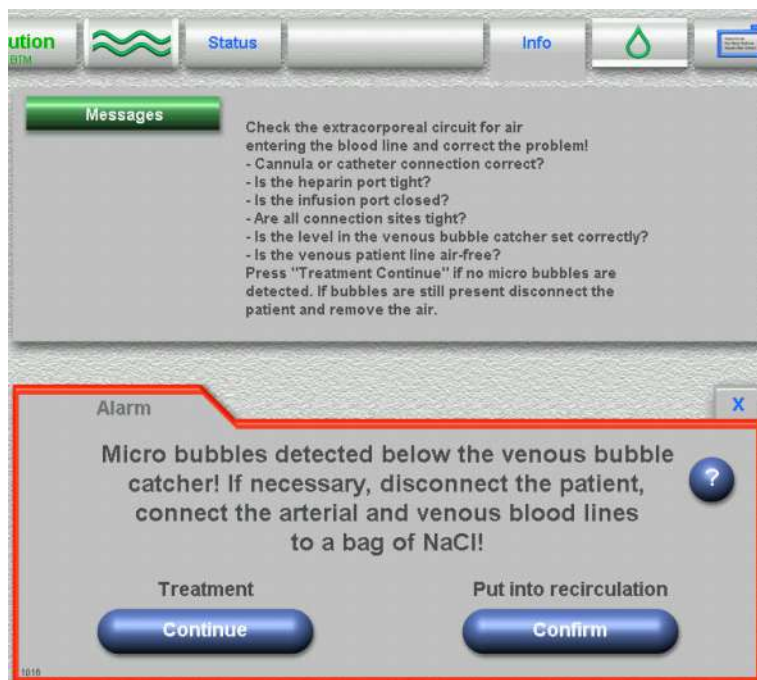 ution
BTM
Status
Info
Messages
Check the extracorporeal circuit for air
entering the blood line and correct the problem!
- Cannula or catheter connection correct?
- Is the heparin port tight?
- Is the infusion port closed?
- Are all connection sites tight?
- Is the level in the venous bubble catcher set correctly?
- Is the venous patient line air-free?
Press "Treatment Continue" if no micro bubbles are
detected. If bubbles are still present disconnect the
patient and remove the air.
Alarm
X
Micro bubbles detected below the venous bubble
catcher! If necessary, disconnect the patient,
connect the arterial and venous blood lines
to a bag of NaCl!
?
Treatment
Put into recirculation
Continue
Confirm
1016